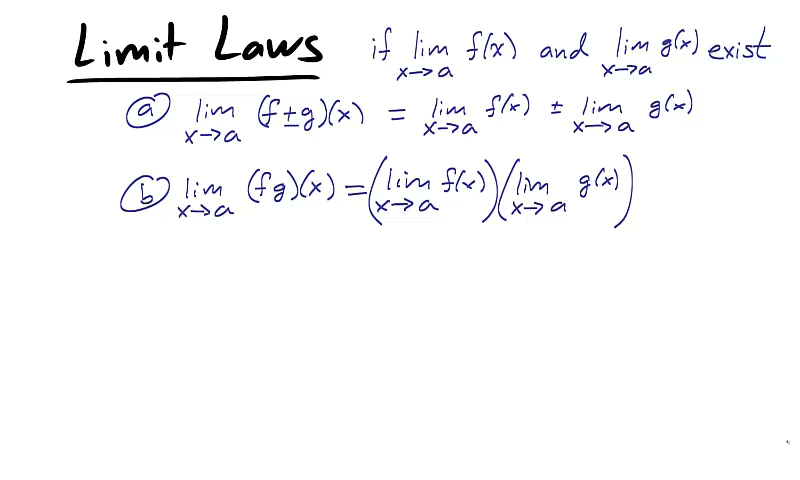 Limit Laws if lim x→a f(x) and lim x→a g(x) exist
(a) lim x→a (f±g)(x) = lim x→a f(x) ± lim x→a g(x)
(b) lim x→a (fg)(x) = (lim x→a f(x)) (lim x→a g(x))